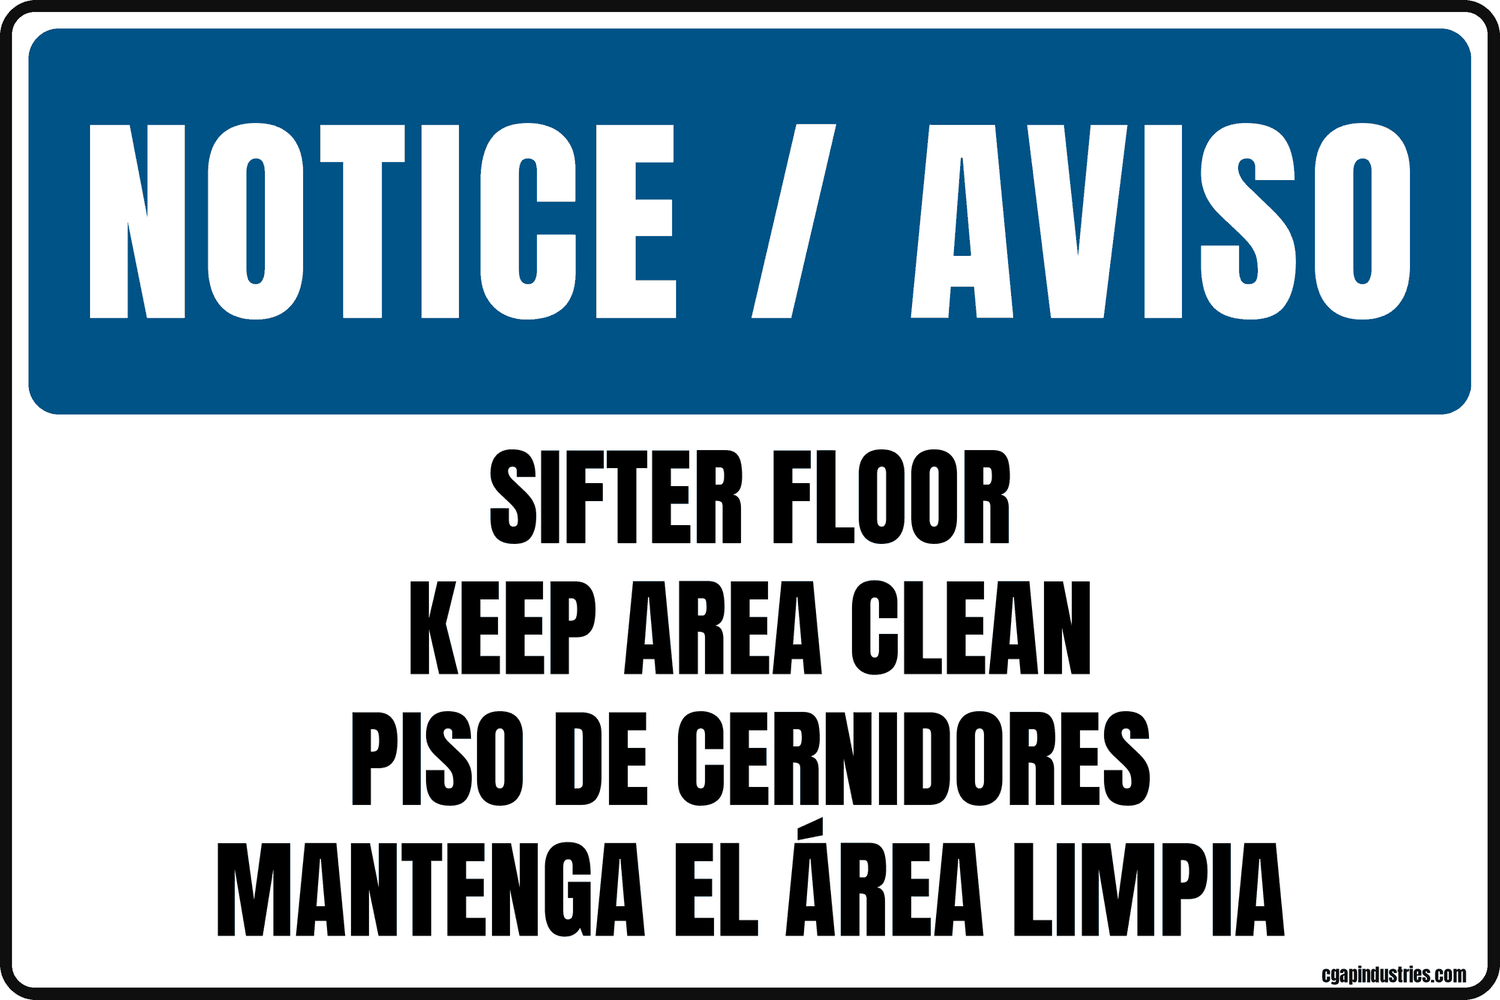 NOTICE / AVISO
SIFTER FLOOR
KEEP AREA CLEAN
PISO DE CERNIDORES
MANTENGA EL ÁREA LIMPIA
cgapindustries.com